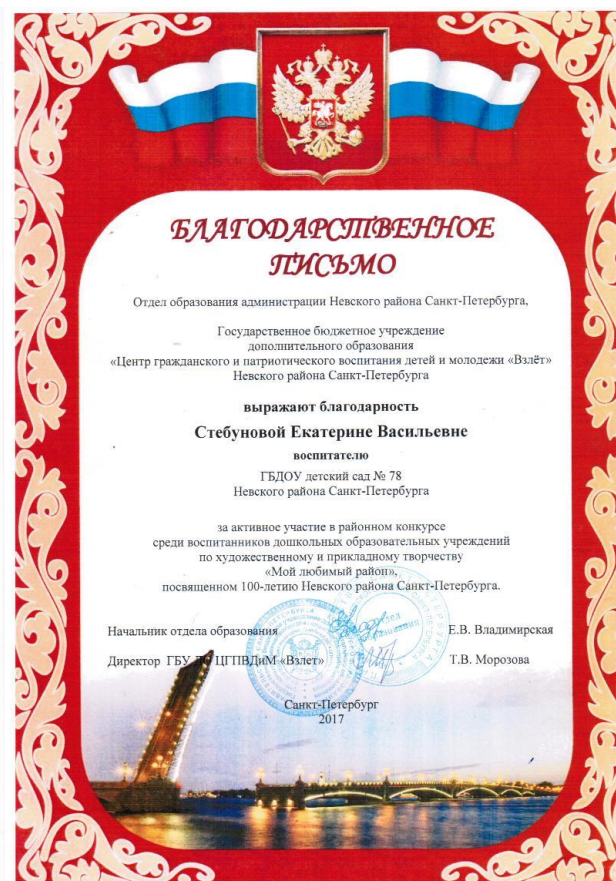 БЛАГОДАРСТВЕННОЕ
ПИСЬМО
Отдел образования администрации Невского района Санкт-Петербурга,
Государственное бюджетное учреждение
дополнительного образования
«Центр гражданского и патриотического воспитания детей и молодежи «Взлёт»
Невского района Санкт-Петербурга
выражают благодарность
Стебуновой Екатерине Васильевне
воспитателю
ГБДОУ детский сад № 78
Невского района Санкт-Петербурга
за активное участие в районном конкурсе
среди воспитанников дошкольных образовательных учреждений
по художественному и прикладному творчеству
«Мой любимый район»,
посвященном 100-летию Невского района Санкт-Петербурга.
Начальник отдела образования Е.В. Владимирская
Директор ГБУ ДО ЦГПВДиМ «Взлет» Т.В. Морозова
Санкт-Петербург
2017